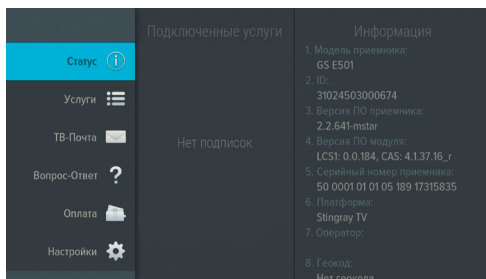 Статус
Услуги
ТВ-Почта
Вопрос-Ответ
Оплата
Настройки
Подключенные услуги
Нет подписок
Информация
1. Модель приемника:
GS E501
2. ID:
31024503000674
3. Версия ПО приемника:
2.2.641-mstar
4. Версия ПО модуля:
LCS1: 0.0.184, CAS: 4.1.37.16_r
5. Серийный номер приемника:
50 0001 01 01 05 189 17315835
6. Платформа:
Stingray TV
7. Оператор:
8. Геокод:
Нет геокода